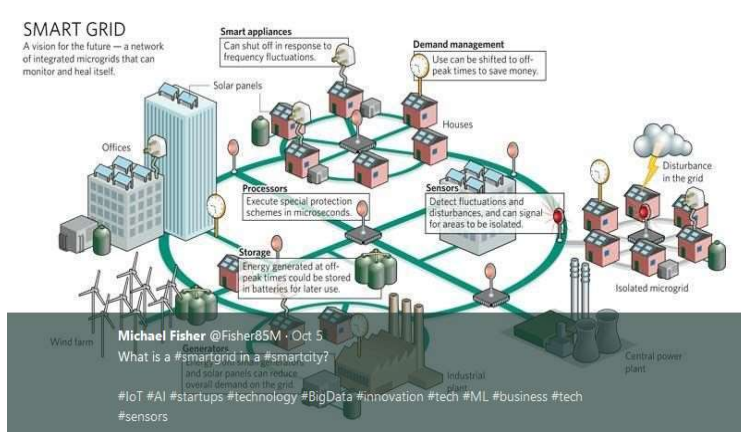 SMART GRID
A vision for the future — a network
of integrated microgrids that can
monitor and heal itself.
Smart appliances
Can shut off in response to
frequency fluctuations.
Demand management
Use can be shifted to off-
peak times to save money.
Solar panels
Houses
Offices
Disturbance
in the grid
Processors
Execute special protection
schemes in microseconds.
Sensors
Detect fluctuations and
disturbances, and can signal
for areas to be isolated.
Storage
Energy generated at off-
peak times could be stored
in batteries for later use.
Isolated microgrid
Wind farm
Generators
Energy from small generators
and solar panels can reduce
overall demand on the grid.
Industrial
plant
Central power
plant
Michael Fisher @Fisher85M · Oct 5
What is a #smartgrid in a #smartcity?
#IoT #AI #startups #technology #BigData #innovation #tech #ML #business #tech
#sensors